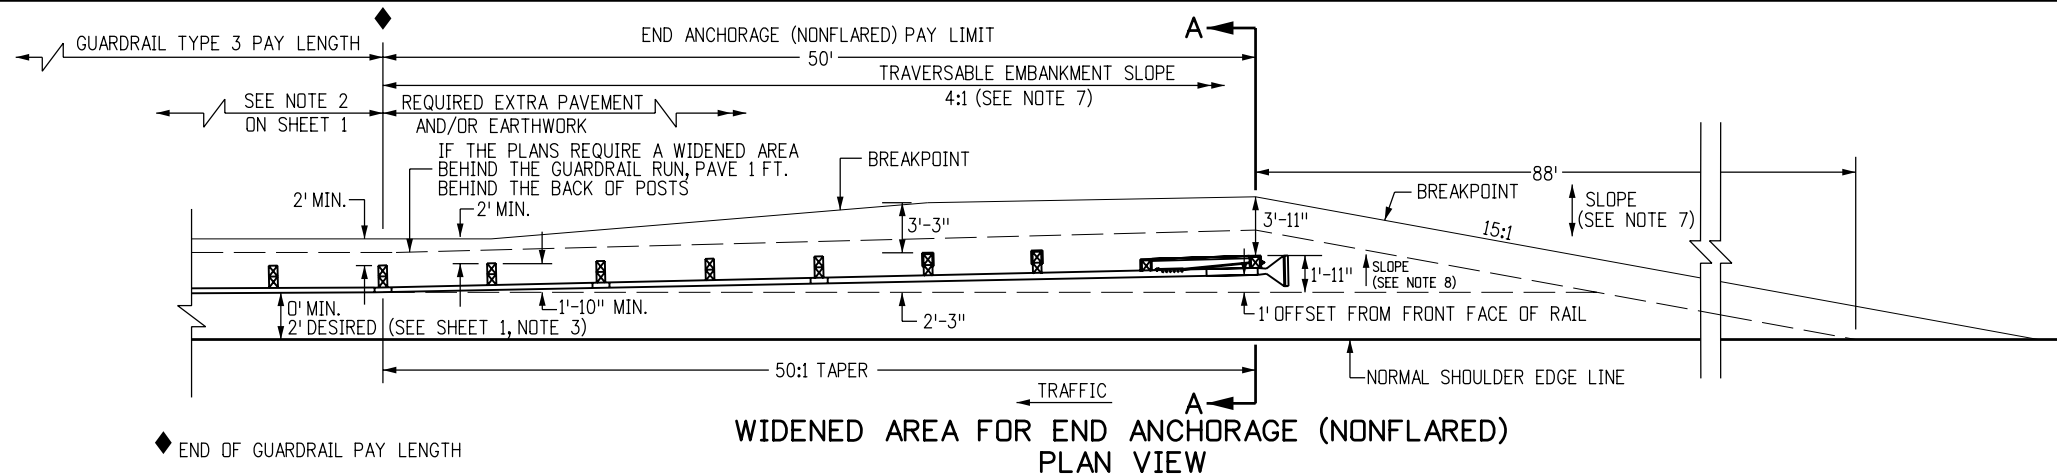 GUARDRAIL TYPE 3 PAY LENGTH
END ANCHORAGE (NONFLARED) PAY LIMIT
50'
A
TRAVERSABLE EMBANKMENT SLOPE
4:1 (SEE NOTE 7)
SEE NOTE 2
ON SHEET 1
REQUIRED EXTRA PAVEMENT
AND/OR EARTHWORK
IF THE PLANS REQUIRE A WIDENED AREA
BEHIND THE GUARDRAIL RUN, PAVE 1 FT.
BEHIND THE BACK OF POSTS
BREAKPOINT
88'
BREAKPOINT
SLOPE
(SEE NOTE 7)
2' MIN.
2' MIN.
3'-3"
3'-11"
15:1
1'-11"
SLOPE
(SEE NOTE 8)
0' MIN.
2' DESIRED (SEE SHEET 1, NOTE 3)
1'-10" MIN.
2'-3"
1' OFFSET FROM FRONT FACE OF RAIL
50:1 TAPER
NORMAL SHOULDER EDGE LINE
TRAFFIC
A
WIDENED AREA FOR END ANCHORAGE (NONFLARED)
PLAN VIEW
END OF GUARDRAIL PAY LENGTH